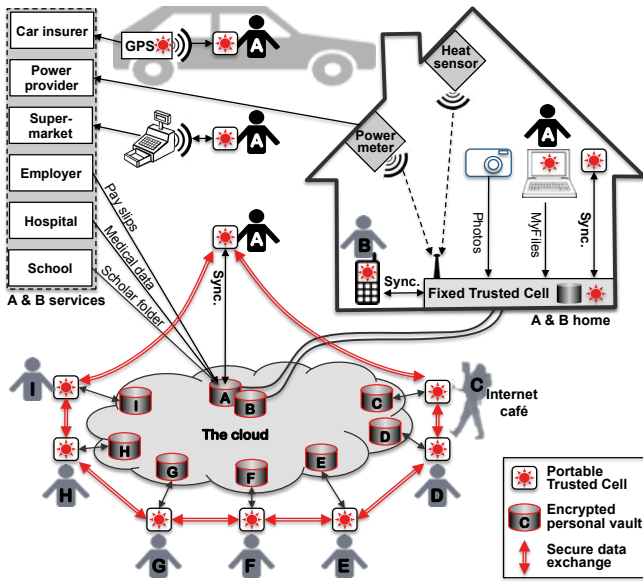 Car insurer
Power
provider
Super-
market
Employer
Hospital
School
A & B services
GPS
A
A
Heat
sensor
Power
meter
A
B
Photos
MyFiles
Sync.
Sync.
Fixed Trusted Cell
A & B home
Pay slips
Medical data
Scholar folder
A
Sync.
I
A
B
I
C
C
Internet
café
The cloud
H
D
G
F
E
H
D
G
F
E
Portable
Trusted Cell
C
Encrypted
personal vault
Secure data
exchange